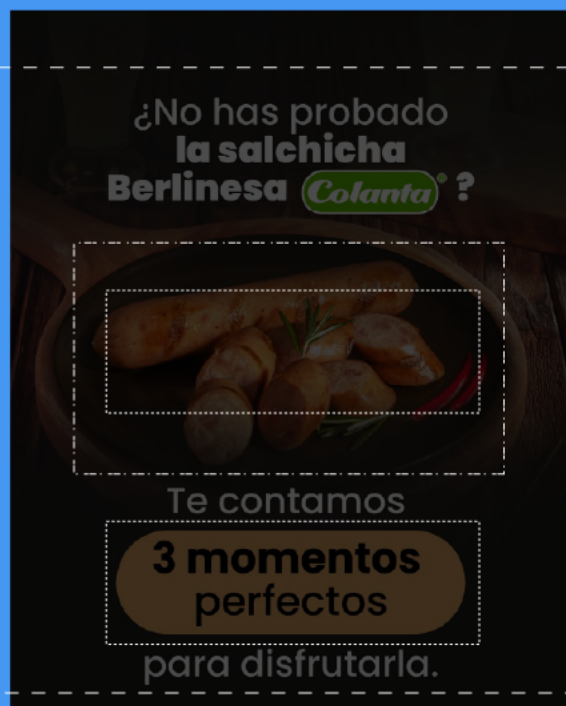 ¿No has probado
la salchicha
Berlinesa Colanta® ?
Te contamos
3 momentos
perfectos
para disfrutarla.